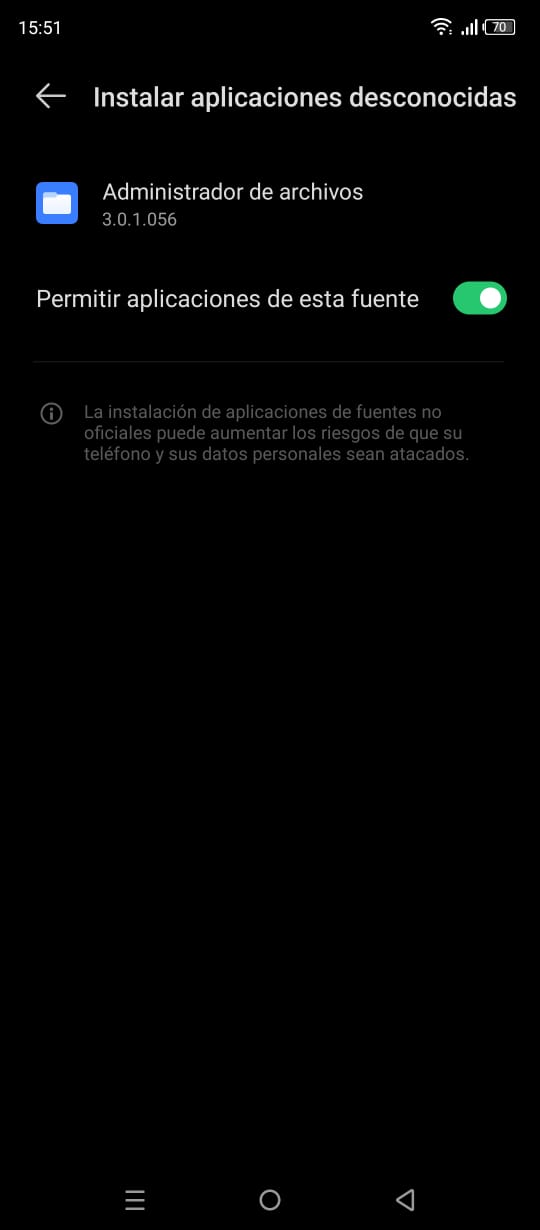 15:51
70
Instalar aplicaciones desconocidas
Administrador de archivos
3.0.1.056
Permitir aplicaciones de esta fuente
La instalación de aplicaciones de fuentes no
oficiales puede aumentar los riesgos de que su
teléfono y sus datos personales sean atacados.